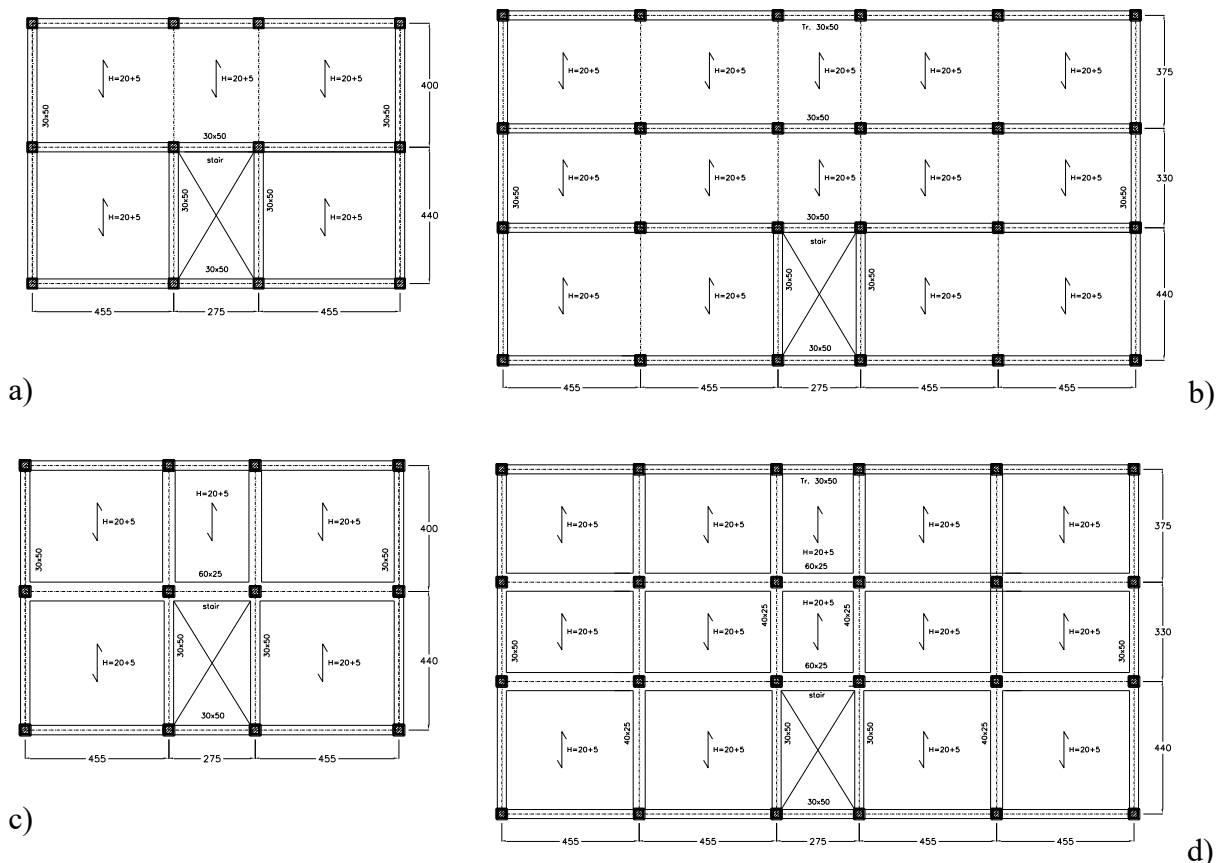 H=20+5 H=20+5 H=20+5
400
30x50 30x50
30x50
stair
H=20+5 30x50 30x50 H=20+5
440
30x50
455 275 455
a)
Tr. 30x50
H=20+5 H=20+5 H=20+5 H=20+5 H=20+5
375
30x50
H=20+5 H=20+5 H=20+5 H=20+5 H=20+5
330
30x50 30x50
30x50
stair
H=20+5 H=20+5 30x50 30x50 H=20+5 H=20+5
440
30x50
455 455 275 455 455
b)
H=20+5
H=20+5 H=20+5
400
30x50 30x50
60x25
stair
30x50 30x50
H=20+5 H=20+5
440
30x50
455 275 455
c)
Tr. 30x50
H=20+5 H=20+5 H=20+5 H=20+5
375
H=20+5
60x25
H=20+5
40x25 40x25
H=20+5 H=20+5 H=20+5 H=20+5
330
30x50 30x50
60x25
stair
40x25 30x50 30x50 40x25
H=20+5 H=20+5 H=20+5 H=20+5
440
30x50
455 455 275 455 455
d)